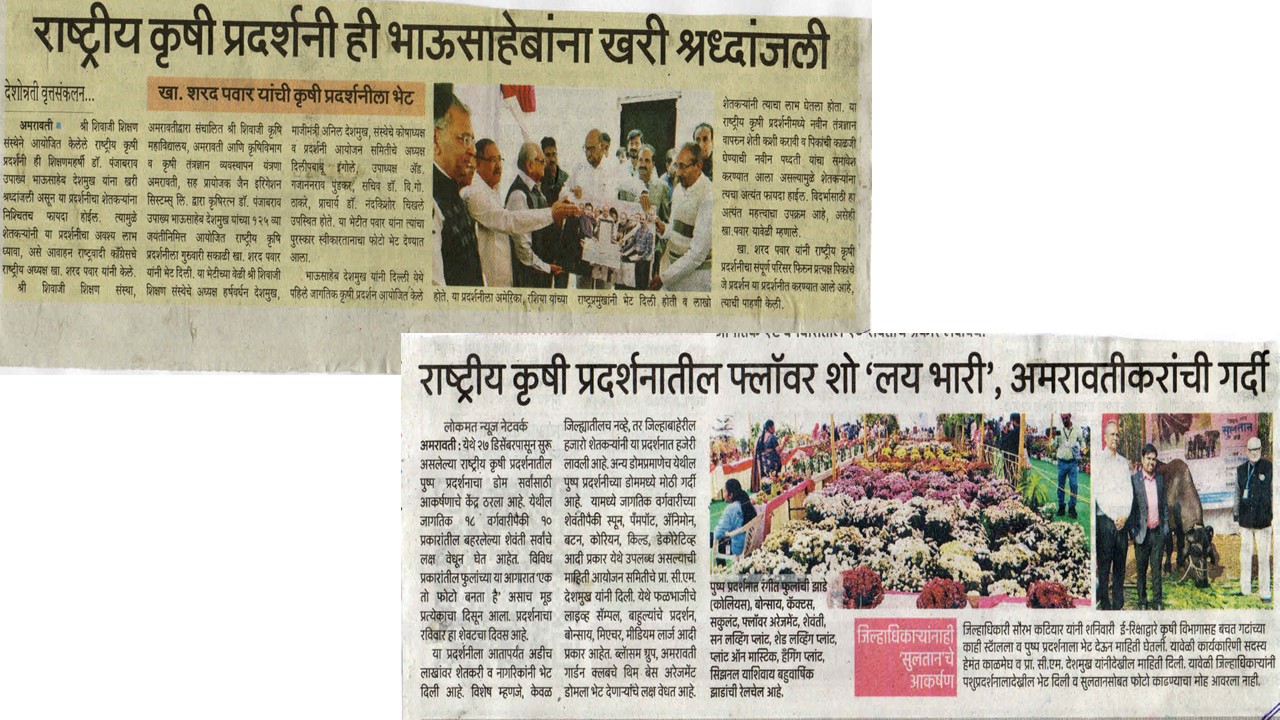 राष्ट्रीय कृषी प्रदर्शनी ही भाऊसाहेबांना खरी श्रध्दांजली
देशोन्नती वृत्तसंकलन...
खा. शरद पवार यांची कृषी प्रदर्शनीला भेट
अमरावती ■ श्री शिवाजी शिक्षण
संस्थेने आयोजित केलेले राष्ट्रीय कृषी
प्रदर्शनी ही शिक्षणमहर्षी डॉ. पंजाबराव
उपाख्य भाऊसाहेब देशमुख यांना खरी
श्रध्दांजली असून या प्रदर्शनीचा शेतकऱ्यांना
निश्चितच फायदा होईल. त्यामुळे
शेतकऱ्यांनी या प्रदर्शनीचा अवश्य लाभ
घ्यावा, असे आवाहन राष्ट्रवादी काँग्रेसचे
राष्ट्रीय अध्यक्ष खा. शरद पवार यांनी केले.
श्री शिवाजी शिक्षण संस्था,
अमरावतीद्वारा संचालित श्री शिवाजी कृषि
महाविद्यालय, अमरावती आणि कृषिविभाग
व कृषी तंत्रज्ञान व्यवस्थापन यंत्रणा
अमरावती, सह प्रायोजक जैन इरिगेशन
सिस्टम्स् लि. द्वारा कृषिरत्न डॉ. पंजाबराव
उपाख्य भाऊसाहेब देशमुख यांच्या १२५ व्या
जयंतीनिमित्त आयोजित राष्ट्रीय कृषि
प्रदर्शनीला गुरुवारी सकाळी खा. शरद पवार
यांनी भेट दिली. या भेटीच्या वेळी श्री शिवाजी
शिक्षण संस्थेचे अध्यक्ष हर्षवर्धन देशमुख,
माजीमंत्री अनिल देशमुख, संस्थेचे कोषाध्यक्ष
व प्रदर्शनी आयोजन समितीचे अध्यक्ष
दिलीपबाबू इंगोले, उपाध्यक्ष अॅड.
गजाननराव पुंडकर, सचिव डॉ. वि.गो.
ठाकरे, प्राचार्य डॉ. नंदकिशोर चिखले
उपस्थित होते. या भेटीत पवार यांना त्यांचा
पुरस्कार स्वीकारतानाचा फोटो भेट देण्यात
आला.
भाऊसाहेब देशमुख यांनी दिल्ली येथे
पहिले जागतिक कृषी प्रदर्शन आयोजित केले
होते. या प्रदर्शनीला अमेरिका, रशिया यांच्या राष्ट्रप्रमुखांनी भेट दिली होती व लाखो
शेतकऱ्यांनी त्याचा लाभ घेतला होता. या
राष्ट्रीय कृषी प्रदर्शनीमध्ये नवीन तंत्रज्ञान
वापरुन शेती कशी करावी व पिकांची काळजी
घेण्याची नवीन पध्दती यांचा समावेश
करण्यात आला असल्यामुळे शेतकऱ्यांना
त्यचा अत्यंत फायदा हाईल. विदर्भासाठी हा
अत्यंत महत्त्वाचा उपक्रम आहे, असेही
खा.पवार यावेळी म्हणाले.
खा. शरद पवार यांनी राष्ट्रीय कृषी
प्रदर्शनीचा संपूर्ण परिसर फिरुन प्रत्यक्ष पिकांचे
जे प्रदर्शन या प्रदर्शनीत करण्यात आले आहे,
त्याची पाहणी केली.
राष्ट्रीय कृषी प्रदर्शनातील फ्लॉवर शो ‘लय भारी’, अमरावतीकरांची गर्दी
लोकमत न्यूज नेटवर्क
अमरावती : येथे २७ डिसेंबरपासून सुरू
असलेल्या राष्ट्रीय कृषी प्रदर्शनातील
पुष्प प्रदर्शनाचा डोम सर्वांसाठी
आकर्षणाचे केंद्र ठरला आहे. येथील
जागतिक १८ वर्गवारीपैकी १०
प्रकारांतील बहरलेल्या शेवंती सर्वांचे
लक्ष वेधून घेत आहेत. विविध
प्रकारांतील फुलांच्या या आगारात ‘एक
तो फोटो बनता है’ असाच मूड
प्रत्येकाचा दिसून आला. प्रदर्शनाचा
रविवार हा शेवटचा दिवस आहे.
या प्रदर्शनीला आतापर्यंत अडीच
लाखांवर शेतकरी व नागरिकांनी भेट
दिली आहे. विशेष म्हणजे, केवळ
जिल्ह्यातीलच नव्हे, तर जिल्हाबाहेरील
हजारो शेतकऱ्यांनी या प्रदर्शनात हजेरी
लावली आहे. अन्य डोमप्रमाणेच येथील
पुष्प प्रदर्शनीच्या डोममध्ये मोठी गर्दी
आहे. यामध्ये जागतिक वर्गवारीच्या
शेवंतीपैकी स्पून, पॅंमपॉट, ॲनिमोन,
बटन, कोरियन, किल्ड, डेकोरेटिव्ह
आदी प्रकार येथे उपलब्ध असल्याची
माहिती आयोजन समितीचे प्रा. सी.एम.
देशमुख यांनी दिली. येथे फळभाजीचे
लाइव्ह सॅम्पल, बाहुल्यांचे प्रदर्शन,
बोन्साय, मिएचर, मीडियम लार्ज आदी
प्रकार आहेत. ब्लॉसम ग्रुप, अमरावती
गार्डन क्लबचे थिम बेस अरेजमेंट
डोमला भेट देणाऱ्यांचे लक्ष वेधत आहे.
सुलतान
पुष्प प्रदर्शनात रंगीत फुलांची झाडे
(कोलियस), बोन्साय, कॅक्टस,
सकुलंट, फ्लॉवर अरेजमेंट, शेवंती,
सन लव्हिंग प्लांट, शेड लव्हिंग प्लांट,
प्लांट ऑन मास्टिक, हॅंगिंग प्लांट,
सिझनल याशिवाय बहुवार्षिक
झाडांची रेलचेल आहे.
जिल्हाधिकाऱ्यांनाही
‘सुलतान’चे
आकर्षण
जिल्हाधिकारी सौरभ कटियार यांनी शनिवारी ई-रिक्षाद्वारे कृषी विभागासह बचत गटांच्या
काही स्टॉलला व पुष्प प्रदर्शनाला भेट देऊन माहिती घेतली. यावेळी कार्यकारिणी सदस्य
हेमंत काळमेघ व प्रा. सी.एम. देशमुख यांनीदेखील माहिती दिली. यावेळी जिल्हाधिकाऱ्यांनी
पशुप्रदर्शनालादेखील भेट दिली व सुलतानसोबत फोटो काढण्याचा मोह आवरला नाही.